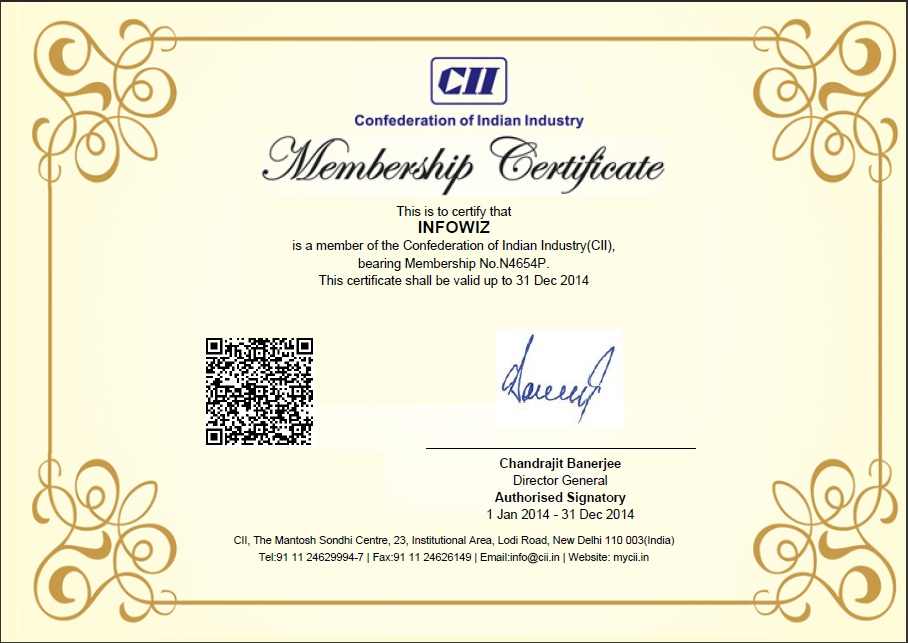 CII
Confederation of Indian Industry
Membership Certificate
This is to certify that
INFOWIZ
is a member of the Confederation of Indian Industry(CII),
bearing Membership No.N4654P.
This certificate shall be valid up to 31 Dec 2014
Chandrajit Banerjee
Director General
Authorised Signatory
1 Jan 2014 - 31 Dec 2014
CII, The Mantosh Sondhi Centre, 23, Institutional Area, Lodi Road, New Delhi 110 003(India)
Tel:91 11 24629994-7 | Fax:91 11 24626149 | Email:info@cii.in | Website: mycii.in